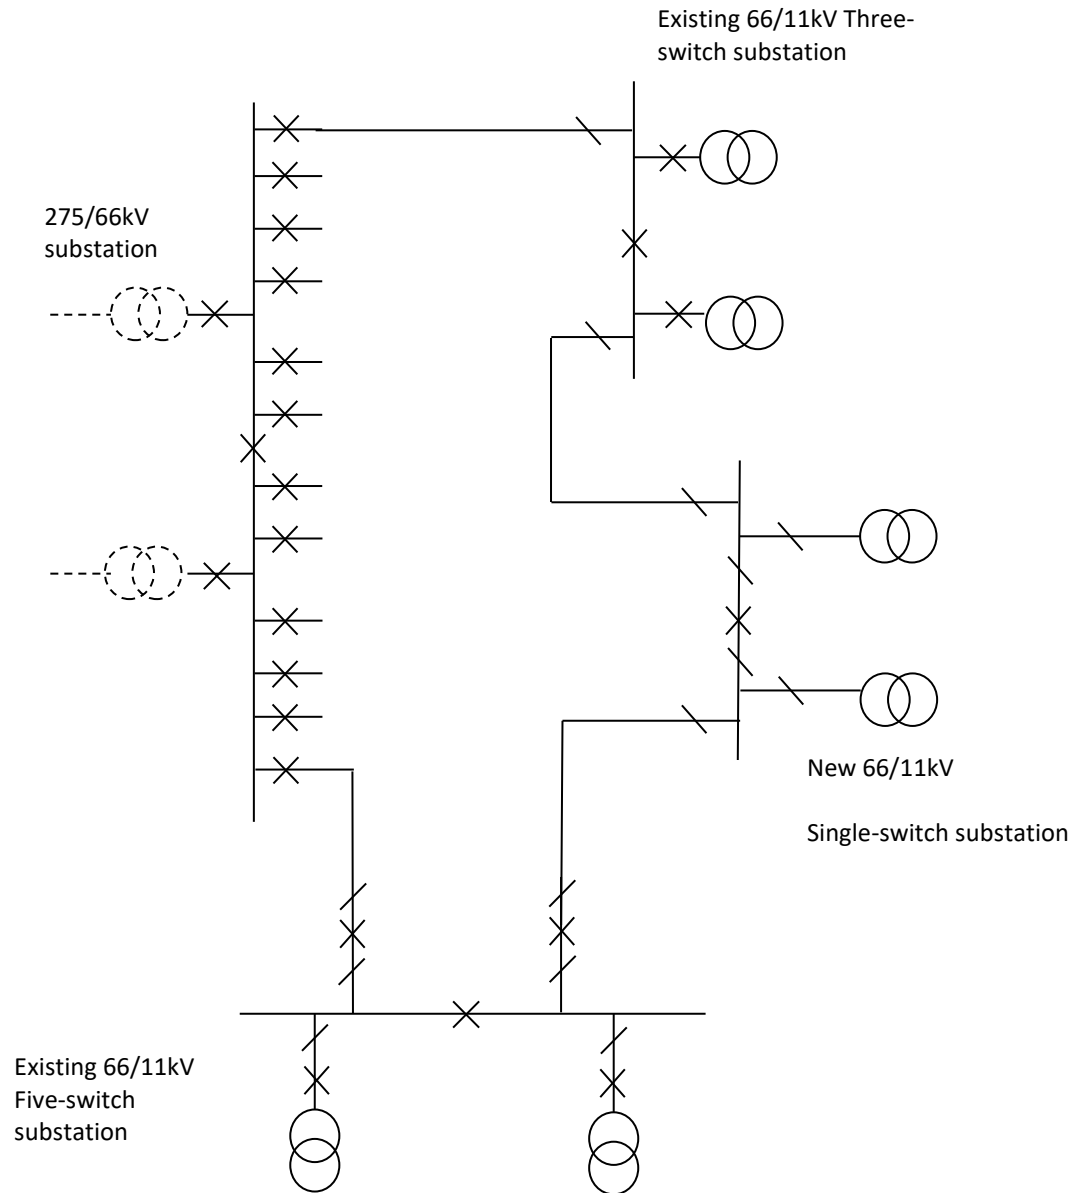 Existing 66/11kV Three-
switch substation
275/66kV
substation
New 66/11kV
Single-switch substation
Existing 66/11kV
Five-switch
substation